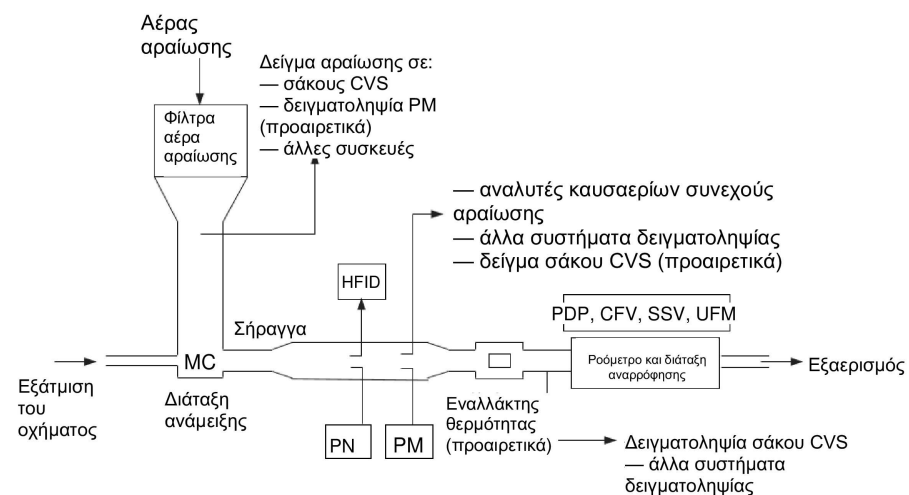 Αέρας
αραίωσης
Δείγμα αραίωσης σε:
— σάκους CVS
— δειγματοληψία PM
(προαιρετικά)
— άλλες συσκευές
Φίλτρα
αέρα
αραίωσης
— αναλυτές καυσαερίων συνεχούς
αραίωσης
— άλλα συστήματα δειγματοληψίας
— δείγμα σάκου CVS (προαιρετικά)
HFID
PDP, CFV, SSV, UFM
Σήραγγα
MC
Ροόμετρο και διάταξη
αναρρόφησης
Εξαερισμός
Εξάτμιση
του
οχήματος
Διάταξη
ανάμειξης
PN
PM
Εναλλάκτης
θερμότητας
(προαιρετικά)
Δειγματοληψία σάκου CVS
— άλλα συστήματα
δειγματοληψίας